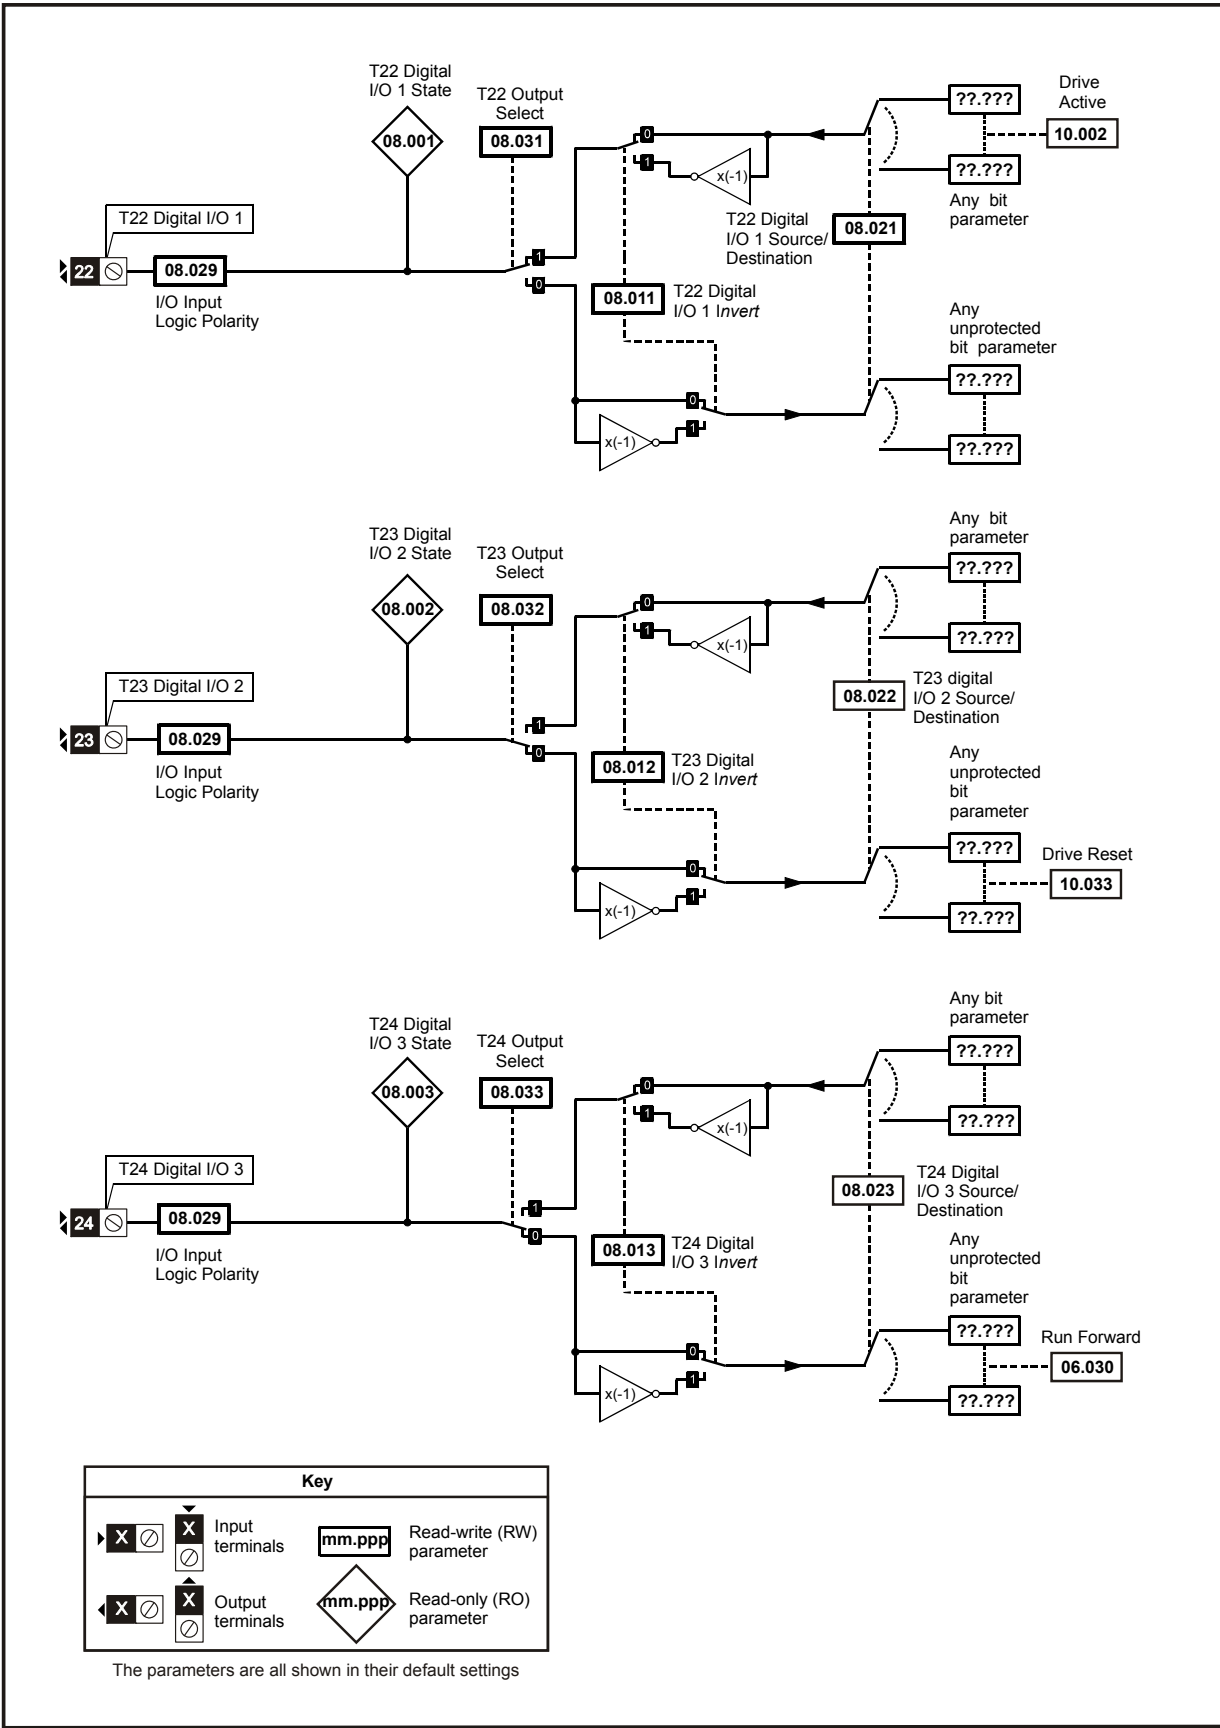 T22 Digital
I/O 1 State
08.001
T22 Output
Select
08.031
0
1
x(-1)
??.???
??.???
Any bit
parameter
Drive
Active
10.002
T22 Digital I/O 1
22
08.029
I/O Input
Logic Polarity
1
0
T22 Digital
I/O 1 Source/
Destination
08.021
08.011
T22 Digital
I/O 1 Invert
Any
unprotected
bit parameter
??.???
??.???
0
1
x(-1)
T23 Digital
I/O 2 State
08.002
T23 Output
Select
08.032
0
1
x(-1)
Any bit
parameter
??.???
??.???
T23 Digital I/O 2
23
08.029
I/O Input
Logic Polarity
1
0
08.022
T23 digital
I/O 2 Source/
Destination
08.012
T23 Digital
I/O 2 Invert
Any
unprotected
bit
parameter
??.???
??.???
Drive Reset
10.033
0
1
x(-1)
T24 Digital
I/O 3 State
08.003
T24 Output
Select
08.033
0
1
x(-1)
Any bit
parameter
??.???
??.???
T24 Digital I/O 3
24
08.029
I/O Input
Logic Polarity
1
0
08.023
T24 Digital
I/O 3 Source/
Destination
08.013
T24 Digital
I/O 3 Invert
Any
unprotected
bit
parameter
??.???
??.???
Run Forward
06.030
0
1
x(-1)
Key
X
X
Input
terminals
mm.ppp
Read-write (RW)
parameter
X
X
Output
terminals
mm.ppp
Read-only (RO)
parameter
The parameters are all shown in their default settings